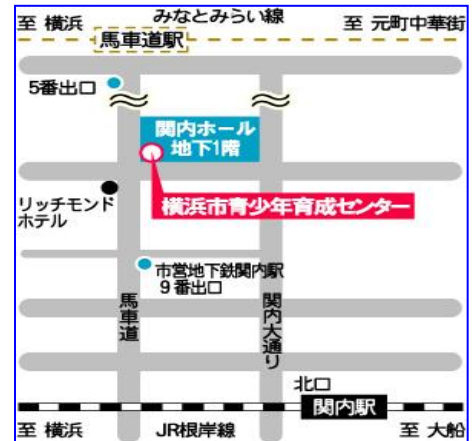 至 横浜
みなとみらい線
至 元町中華街
馬車道駅
5番出口
関内ホール
地下1階
リッチモンド
ホテル
横浜市青少年育成センター
市営地下鉄関内駅
9番出口
馬車道
関内大通り
北口
関内駅
至 横浜
JR根岸線
至 大船